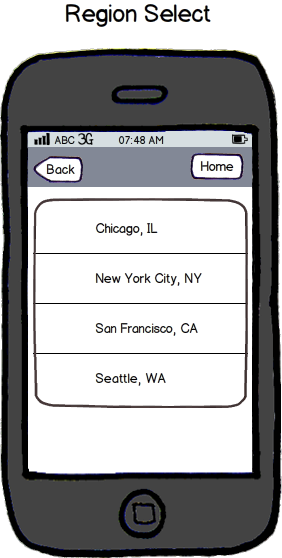 Region Select
ABC 3G 07:48 AM
Back Home
Chicago, IL
New York City, NY
San Francisco, CA
Seattle, WA